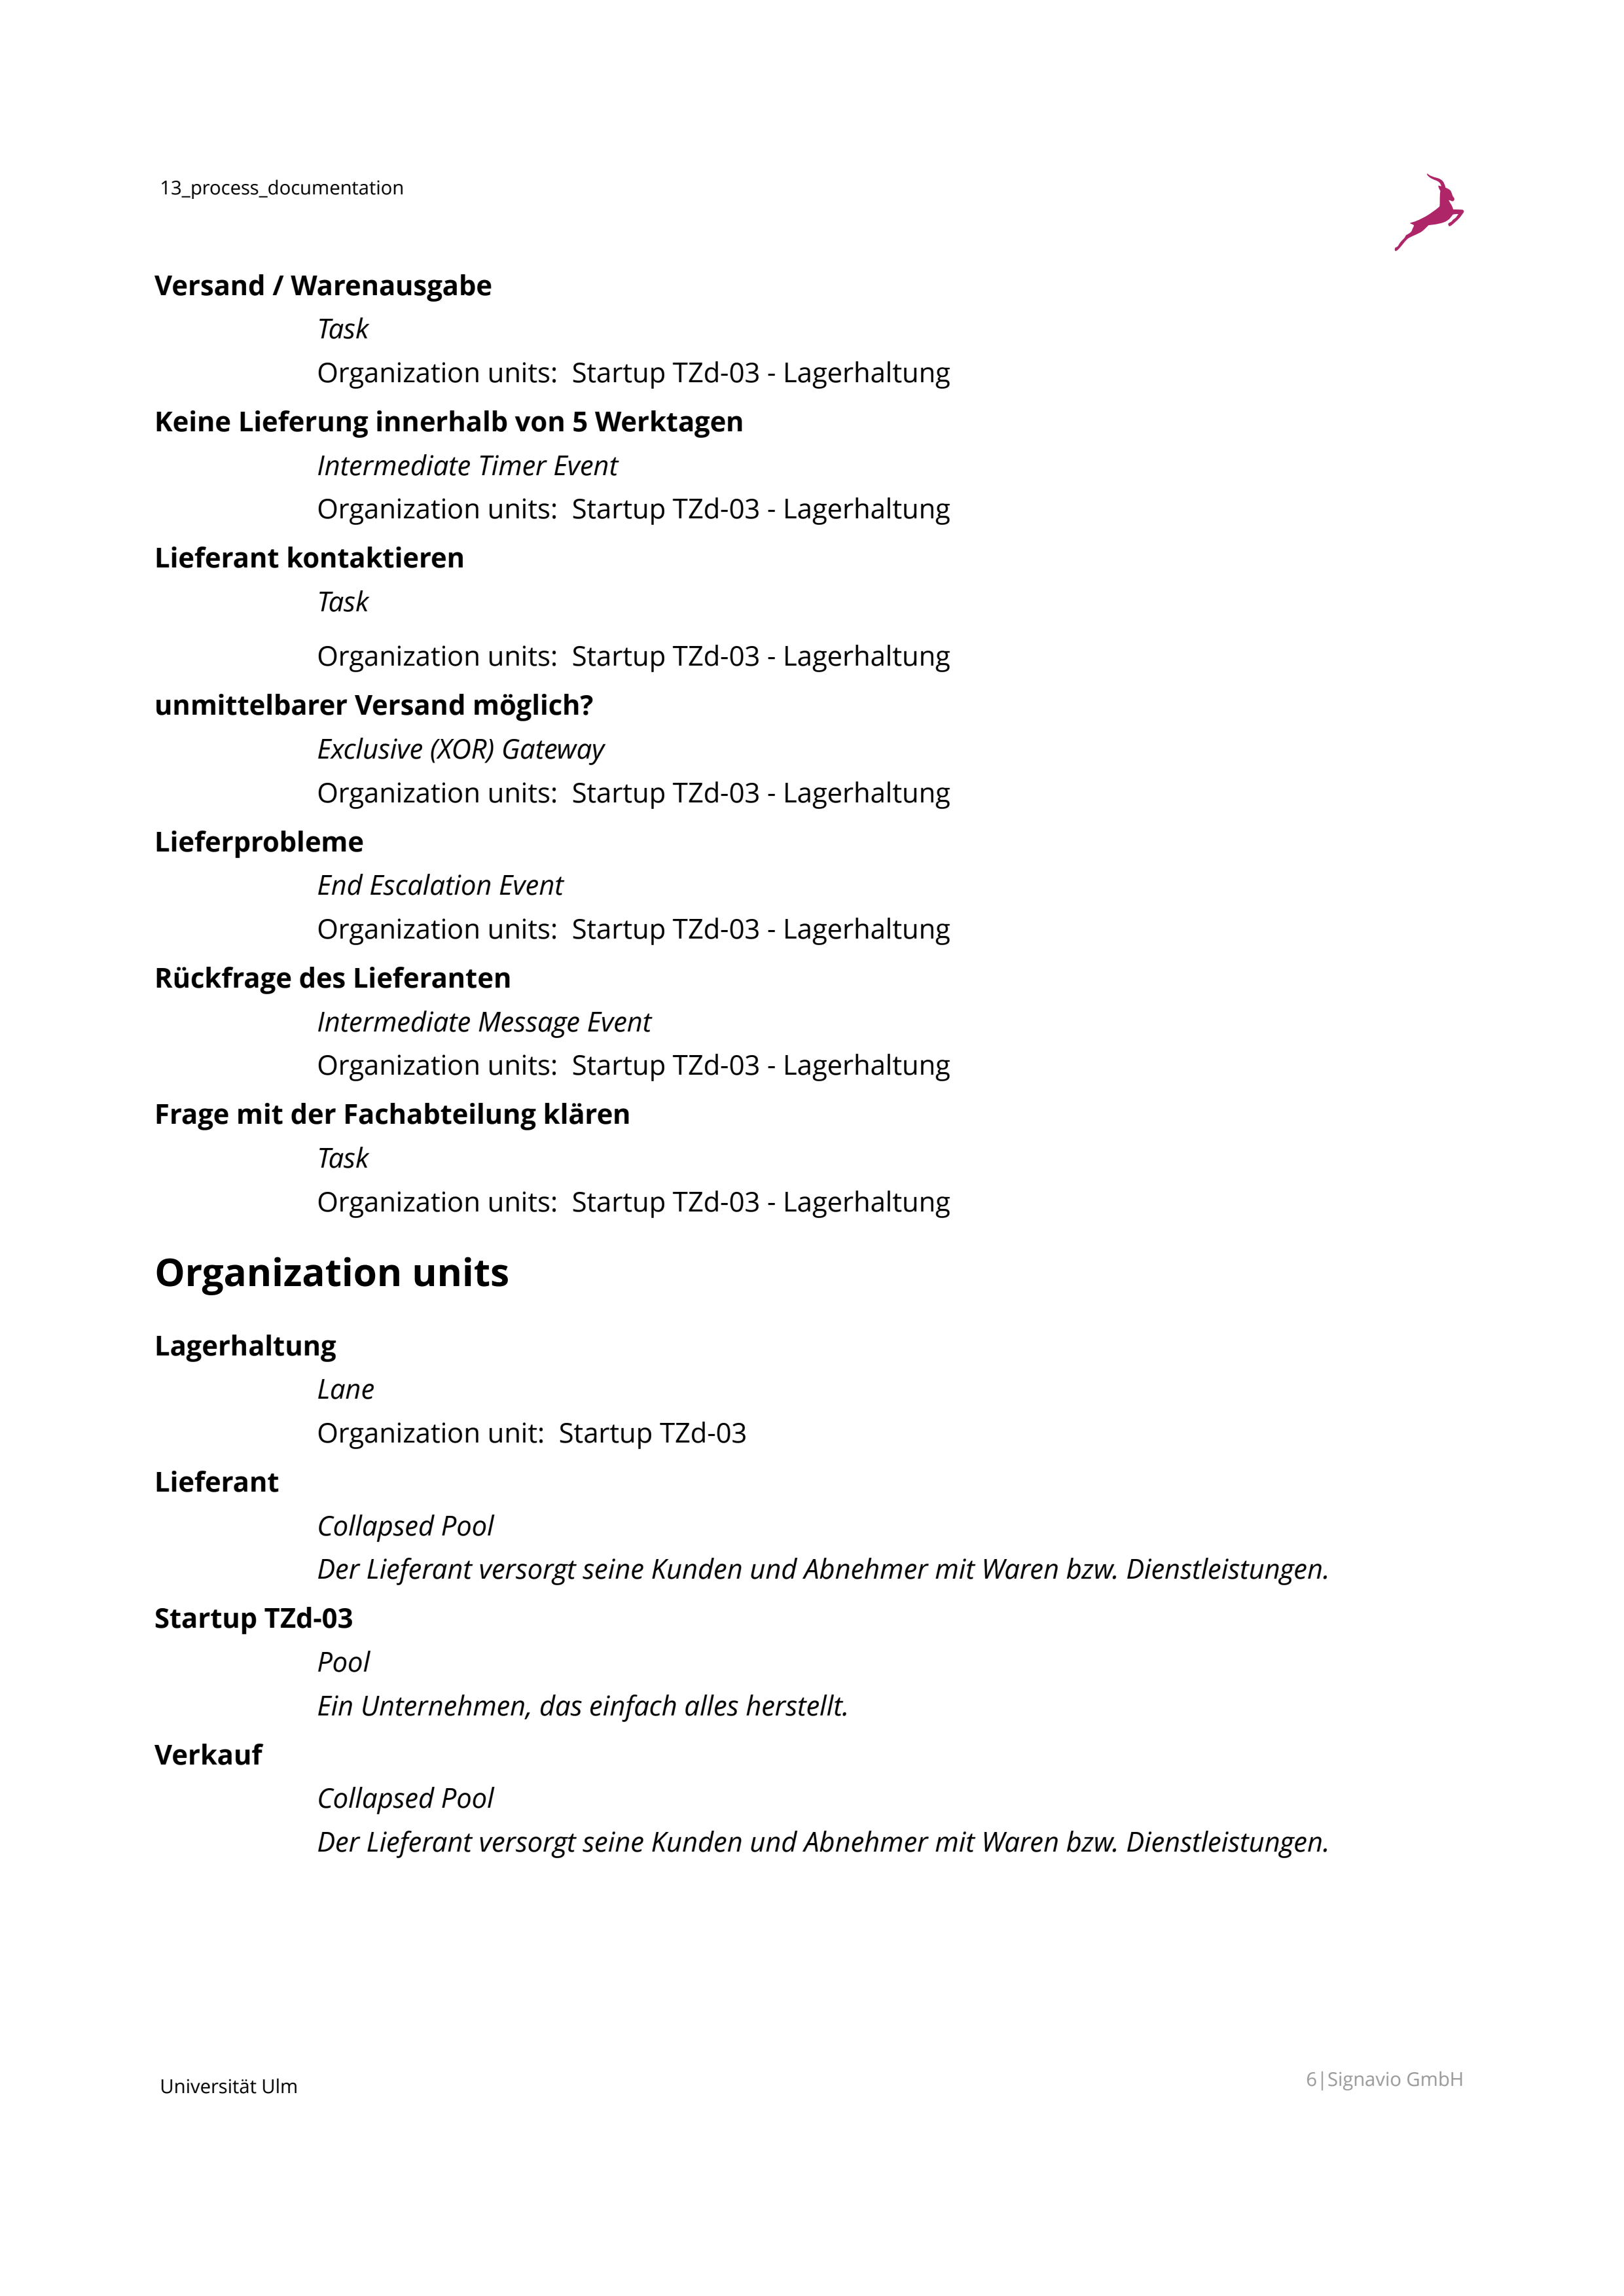 13_process_documentation
Versand / Warenausgabe
Task
Organization units:  Startup TZd-03 - Lagerhaltung
Keine Lieferung innerhalb von 5 Werktagen
Intermediate Timer Event
Organization units:  Startup TZd-03 - Lagerhaltung
Lieferant kontaktieren
Task
Organization units:  Startup TZd-03 - Lagerhaltung
unmittelbarer Versand möglich?
Exclusive (XOR) Gateway
Organization units:  Startup TZd-03 - Lagerhaltung
Lieferprobleme
End Escalation Event
Organization units:  Startup TZd-03 - Lagerhaltung
Rückfrage des Lieferanten
Intermediate Message Event
Organization units:  Startup TZd-03 - Lagerhaltung
Frage mit der Fachabteilung klären
Task
Organization units:  Startup TZd-03 - Lagerhaltung
Organization units
Lagerhaltung
Lane
Organization unit:  Startup TZd-03
Lieferant
Collapsed Pool
Der Lieferant versorgt seine Kunden und Abnehmer mit Waren bzw. Dienstleistungen.
Startup TZd-03
Pool
Ein Unternehmen, das einfach alles herstellt.
Verkauf
Collapsed Pool
Der Lieferant versorgt seine Kunden und Abnehmer mit Waren bzw. Dienstleistungen.
Universität Ulm
6|Signavio GmbH